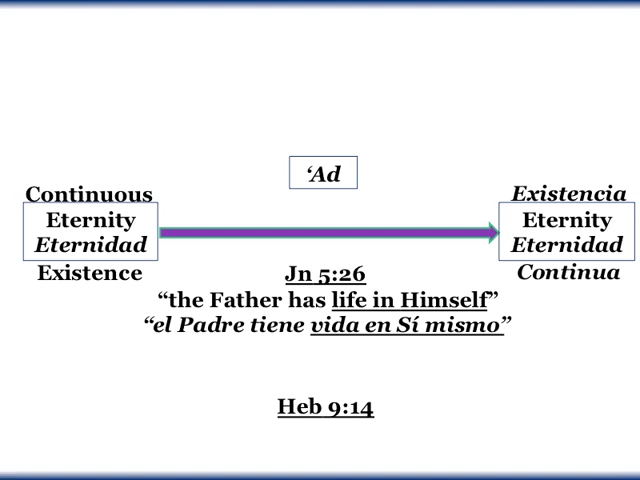 ‘Ad
Continuous
Eternity
Eternidad
Existence
Existencia
Eternity
Eternidad
Continua
Jn 5:26
“the Father has life in Himself”
“el Padre tiene vida en Sí mismo”
Heb 9:14